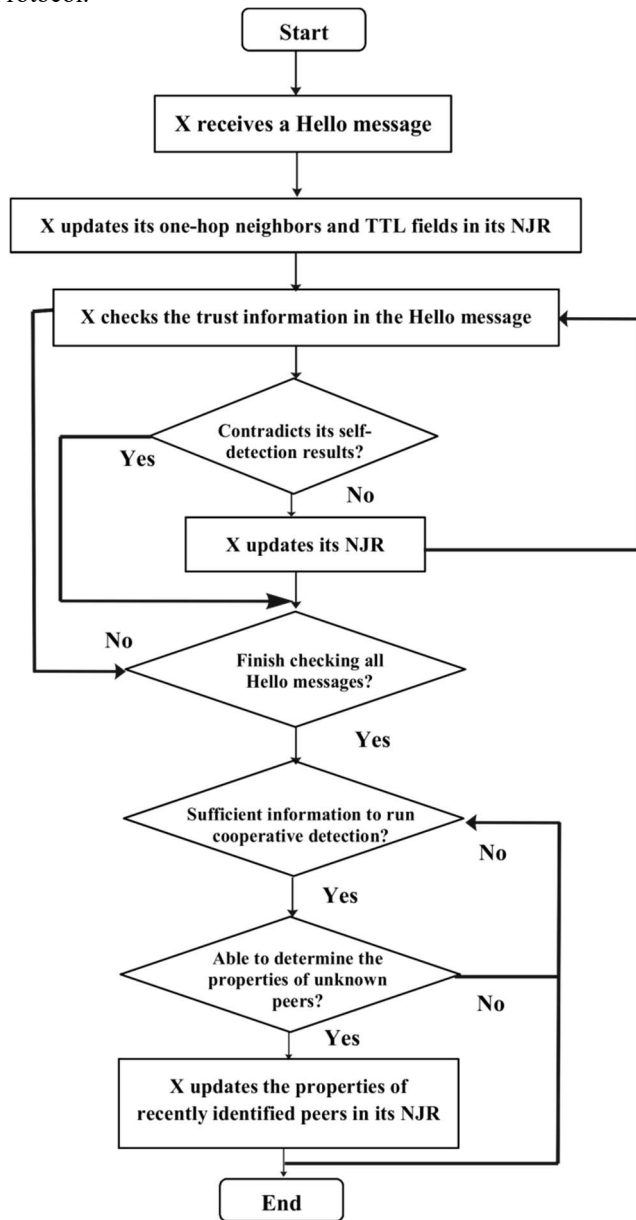 rotocol.
Start
X receives a Hello message
X updates its one-hop neighbors and TTL fields in its NJR
X checks the trust information in the Hello message
Contradicts its self-
detection results?
Yes
No
X updates its NJR
No
Finish checking all
Hello messages?
Yes
Sufficient information to run
cooperative detection?
No
Yes
Able to determine the
properties of unknown
peers?
No
Yes
X updates the properties of
recently identified peers in its NJR
End